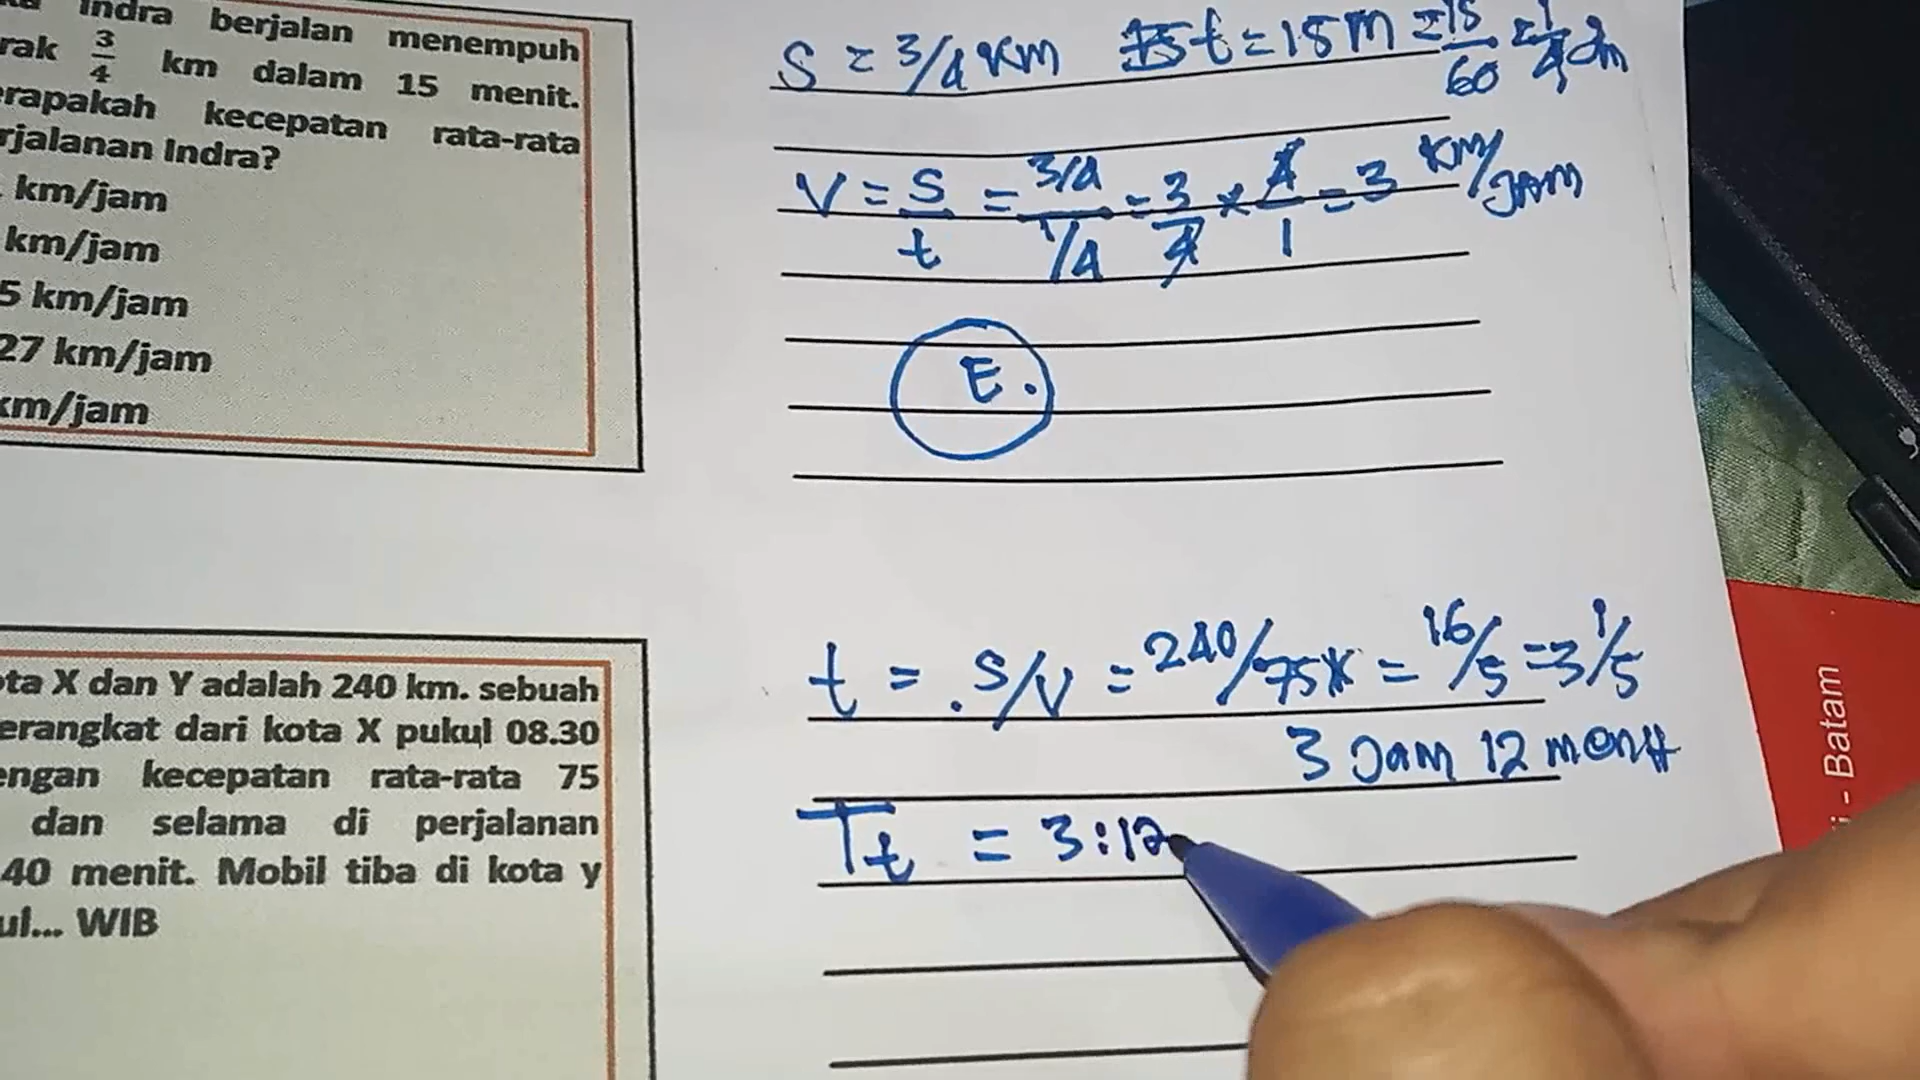 Indra berjalan menempuh
rak 3/4 km dalam 15 menit.
erapakah kecepatan rata-rata
rjalanan Indra?
km/jam
km/jam
5 km/jam
27 km/jam
km/jam
S = 3/4 KM t = 15 m = 15/60 = 1/4
V = S/t = 3/4 / 1/4 = 3/4 × 4/1 = 3 KM/JAM
E.
ota X dan Y adalah 240 km. sebuah
erangkat dari kota X pukul 08.30
engan kecepatan rata-rata 75
dan selama di perjalanan
40 menit. Mobil tiba di kota y
ul... WIB
t = S/V = 240/75 = 16/5 = 3 1/5
3 Jam 12 menit
Tt = 3:12
i - Batam